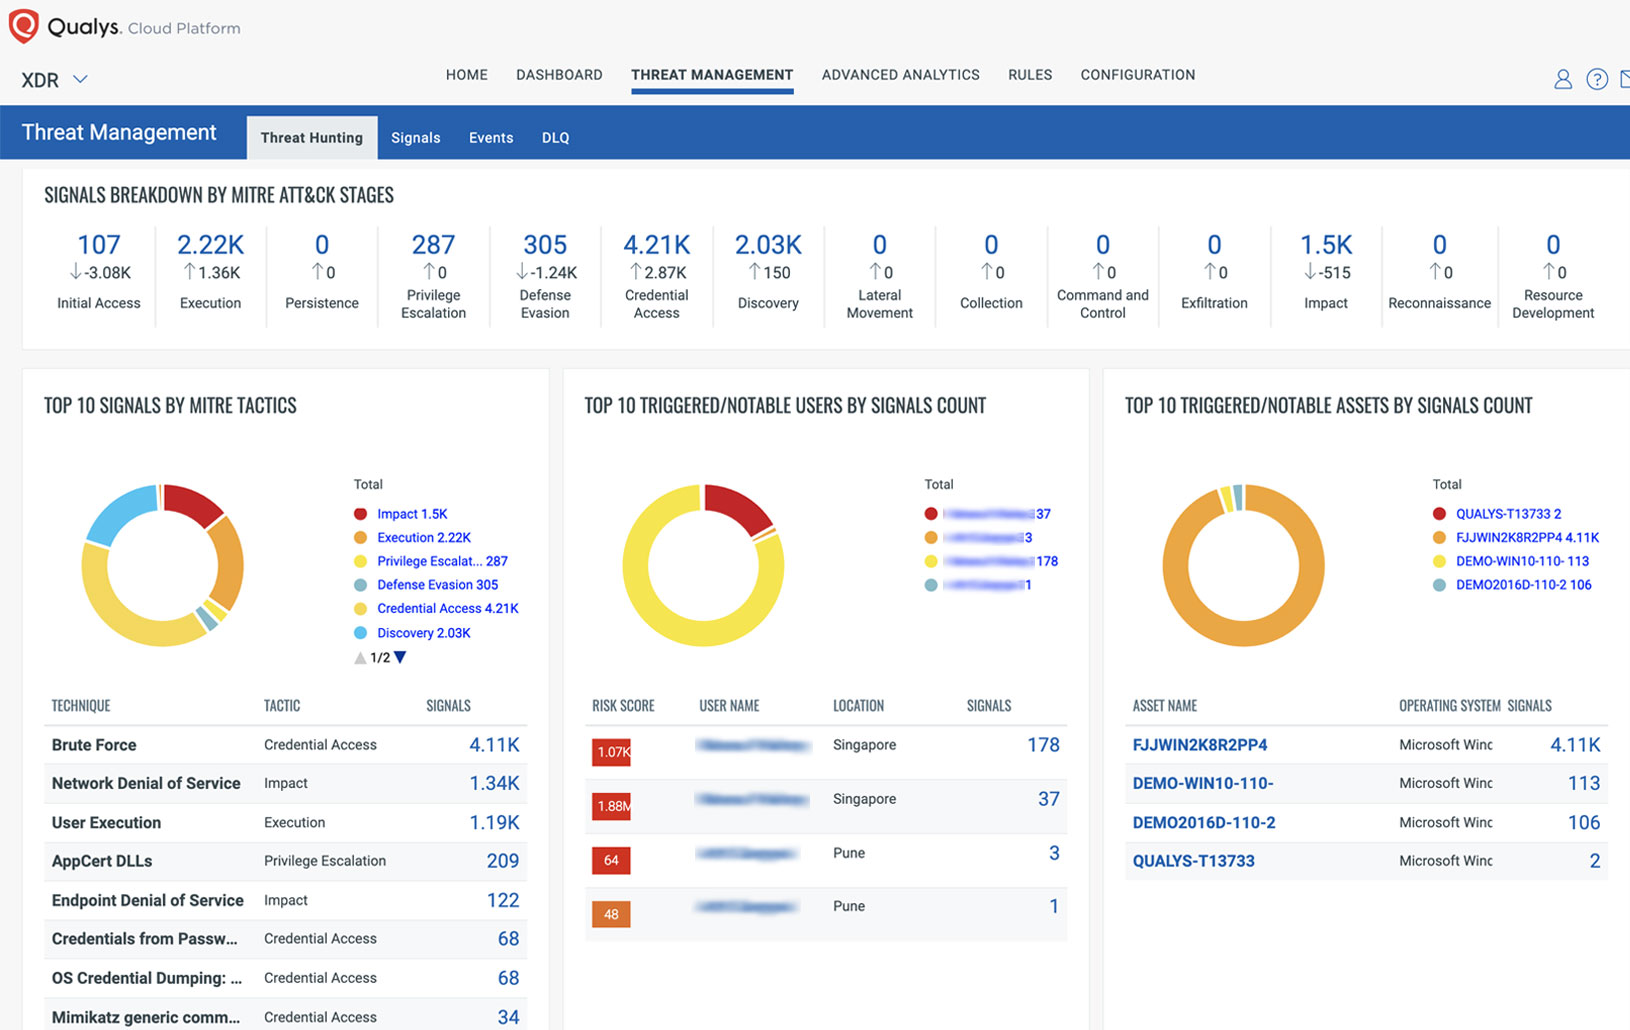 Qualys. Cloud Platform
XDR
HOME DASHBOARD THREAT MANAGEMENT ADVANCED ANALYTICS RULES CONFIGURATION
Threat Management Threat Hunting Signals Events DLQ
SIGNALS BREAKDOWN BY MITRE ATT&CK STAGES
107 2.22K 0 287 305 4.21K 2.03K 0 0 0 0 1.5K 0 0
↓-3.08K ↑1.36K ↑0 ↑0 ↓-1.24K ↑2.87K ↑150 ↑0 ↑0 ↑0 ↑0 ↓-515 ↑0 ↑0
Initial Access Execution Persistence Privilege Escalation Defense Evasion Credential Access Discovery Lateral Movement Collection Command and Control Exfiltration Impact Reconnaissance Resource Development
TOP 10 SIGNALS BY MITRE TACTICS
Total
Impact 1.5K
Execution 2.22K
Privilege Escalat... 287
Defense Evasion 305
Credential Access 4.21K
Discovery 2.03K
1/2
TECHNIQUE TACTIC SIGNALS
Brute Force Credential Access 4.11K
Network Denial of Service Impact 1.34K
User Execution Execution 1.19K
AppCert DLLs Privilege Escalation 209
Endpoint Denial of Service Impact 122
Credentials from Passw... Credential Access 68
OS Credential Dumping: ... Credential Access 68
Mimikatz generic comm... Credential Access 34
TOP 10 TRIGGERED/NOTABLE USERS BY SIGNALS COUNT
Total
37
3
178
1
RISK SCORE USER NAME LOCATION SIGNALS
1.07K Singapore 178
1.88M Singapore 37
64 Pune 3
48 Pune 1
TOP 10 TRIGGERED/NOTABLE ASSETS BY SIGNALS COUNT
Total
QUALYS-T13733 2
FJJWIN2K8R2PP4 4.11K
DEMO-WIN10-110- 113
DEMO2016D-110-2 106
ASSET NAME OPERATING SYSTEM SIGNALS
FJJWIN2K8R2PP4 Microsoft Winc 4.11K
DEMO-WIN10-110- Microsoft Winc 113
DEMO2016D-110-2 Microsoft Winc 106
QUALYS-T13733 Microsoft Winc 2